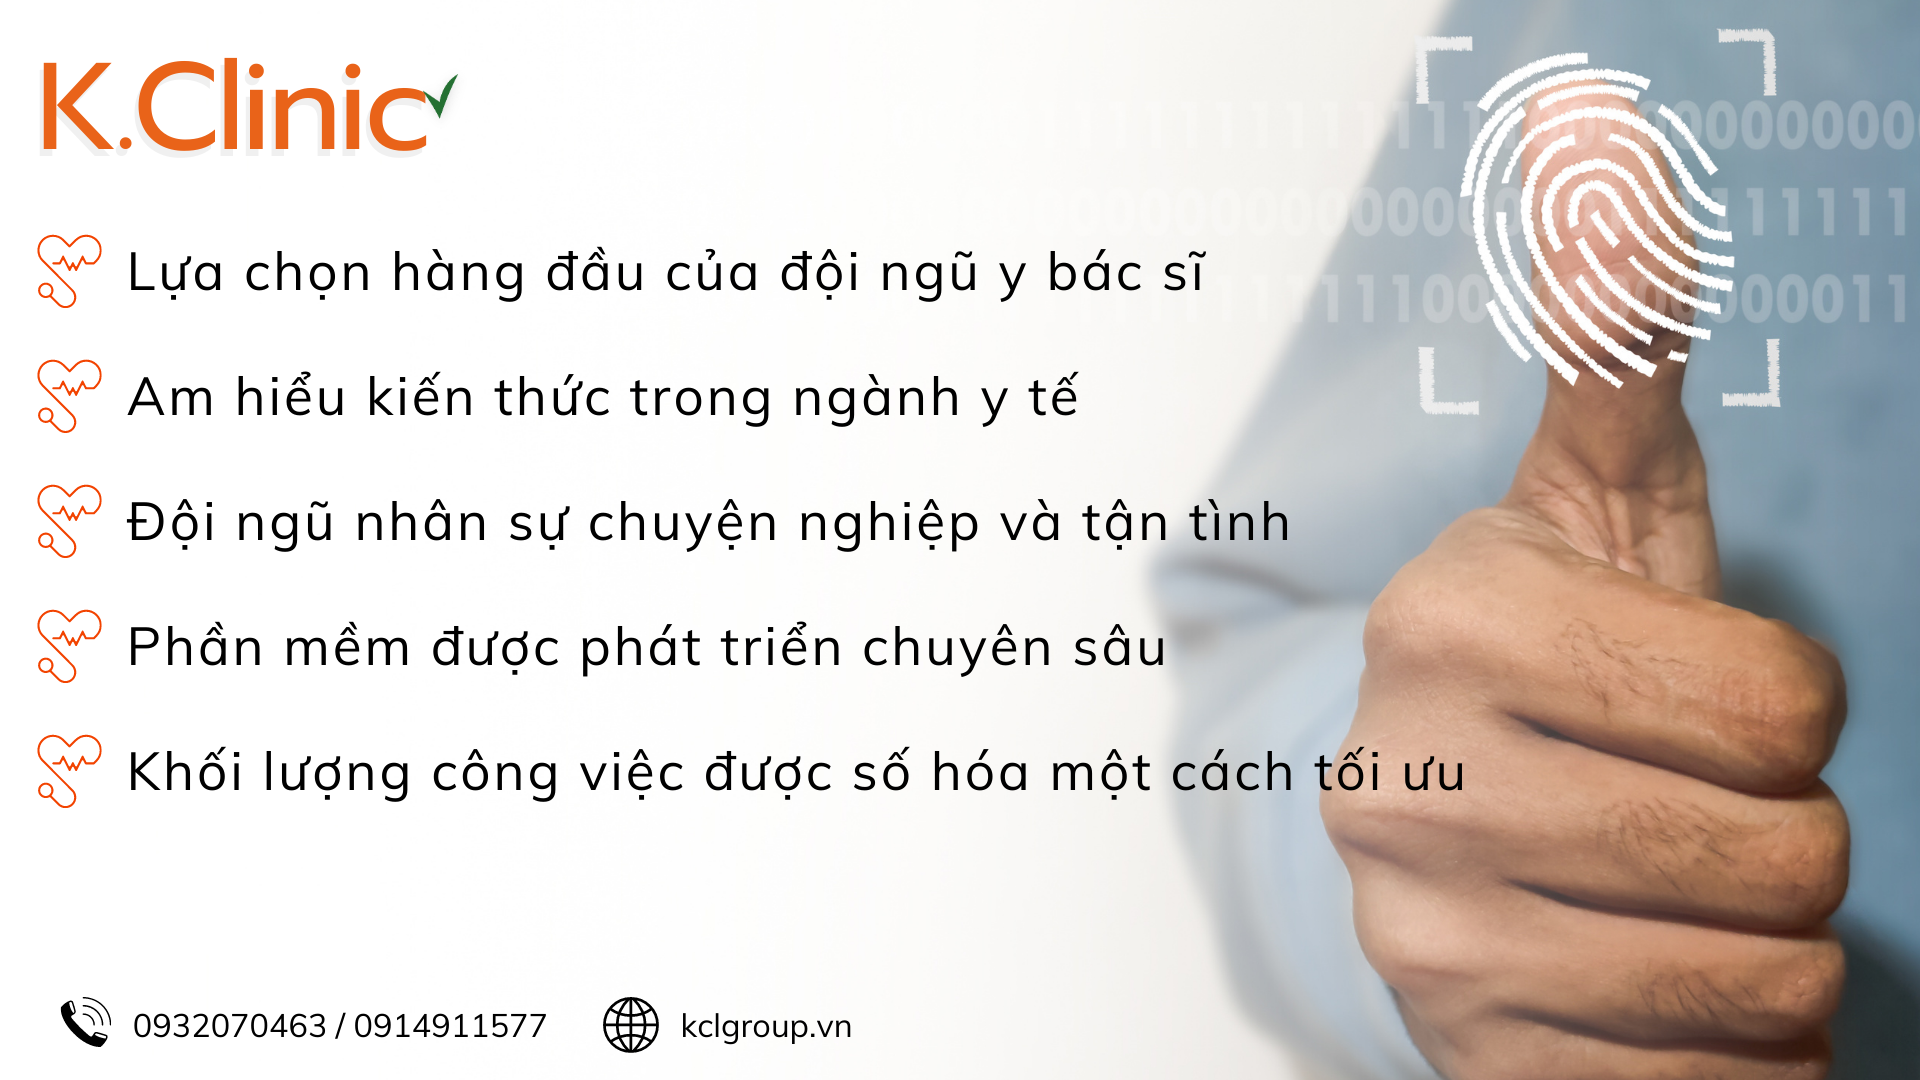 K.Clinic
Lựa chọn hàng đầu của đội ngũ y bác sĩ
Am hiểu kiến thức trong ngành y tế
Đội ngũ nhân sự chuyện nghiệp và tận tình
Phần mềm được phát triển chuyên sâu
Khối lượng công việc được số hóa một cách tối ưu
0932070463 / 0914911577
kclgroup.vn